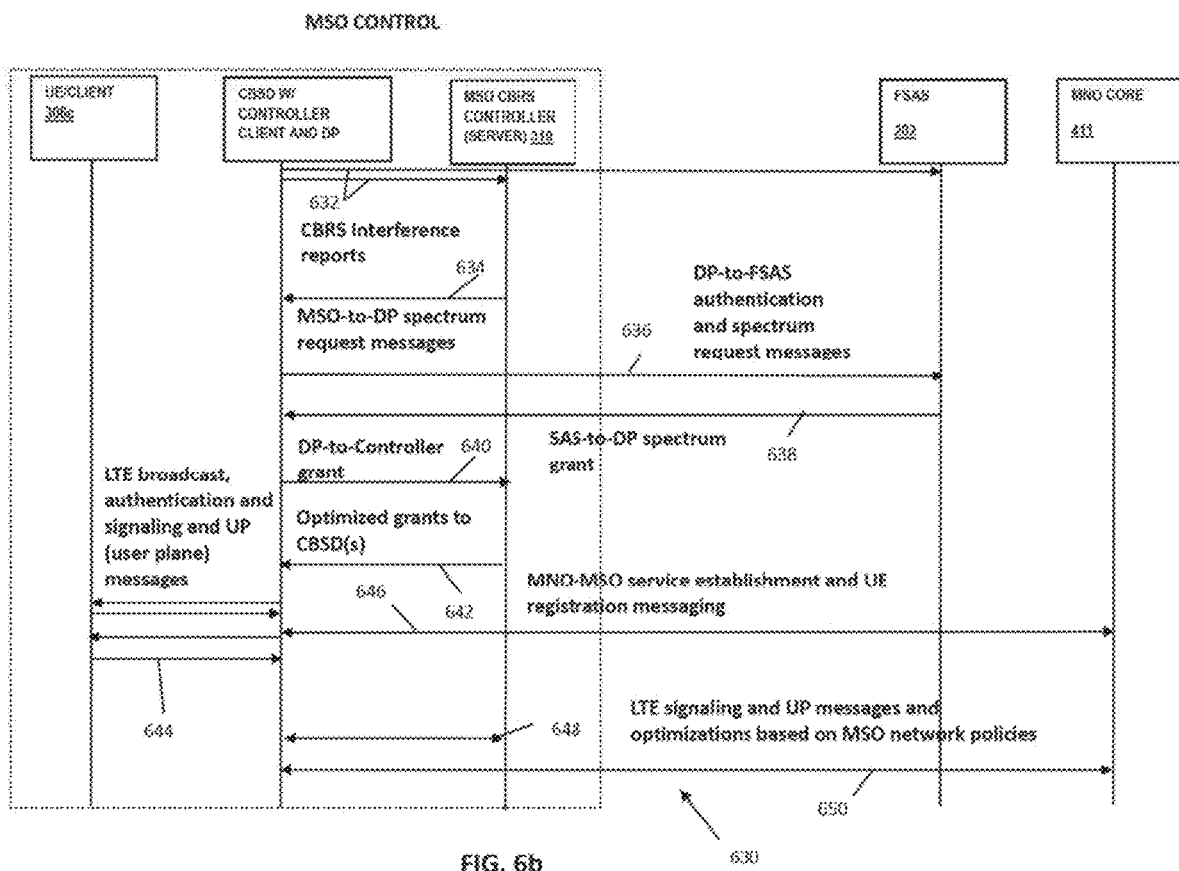 MSO CONTROL
UE/CLIENT
CBSD W/
CONTROLLER
CLIENT AND DP
MSO CBRS
CONTROLLER
(SERVER) 210
FSAS
202
MNO CORE
411
632
CBRS interference
reports
634
MSO-to-DP spectrum
request messages
DP-to-FSAS
authentication
and spectrum
request messages
636
SAS-to-DP spectrum
grant
638
DP-to-Controller
grant
640
LTE broadcast,
authentication and
signaling and UP
(user plane)
messages
Optimized grants to
CBSD(s)
642
MNO-MSO service establishment and UE
registration messaging
646
644
648
LTE signaling and UP messages and
optimizations based on MSO network policies
650
630
FIG. 6b